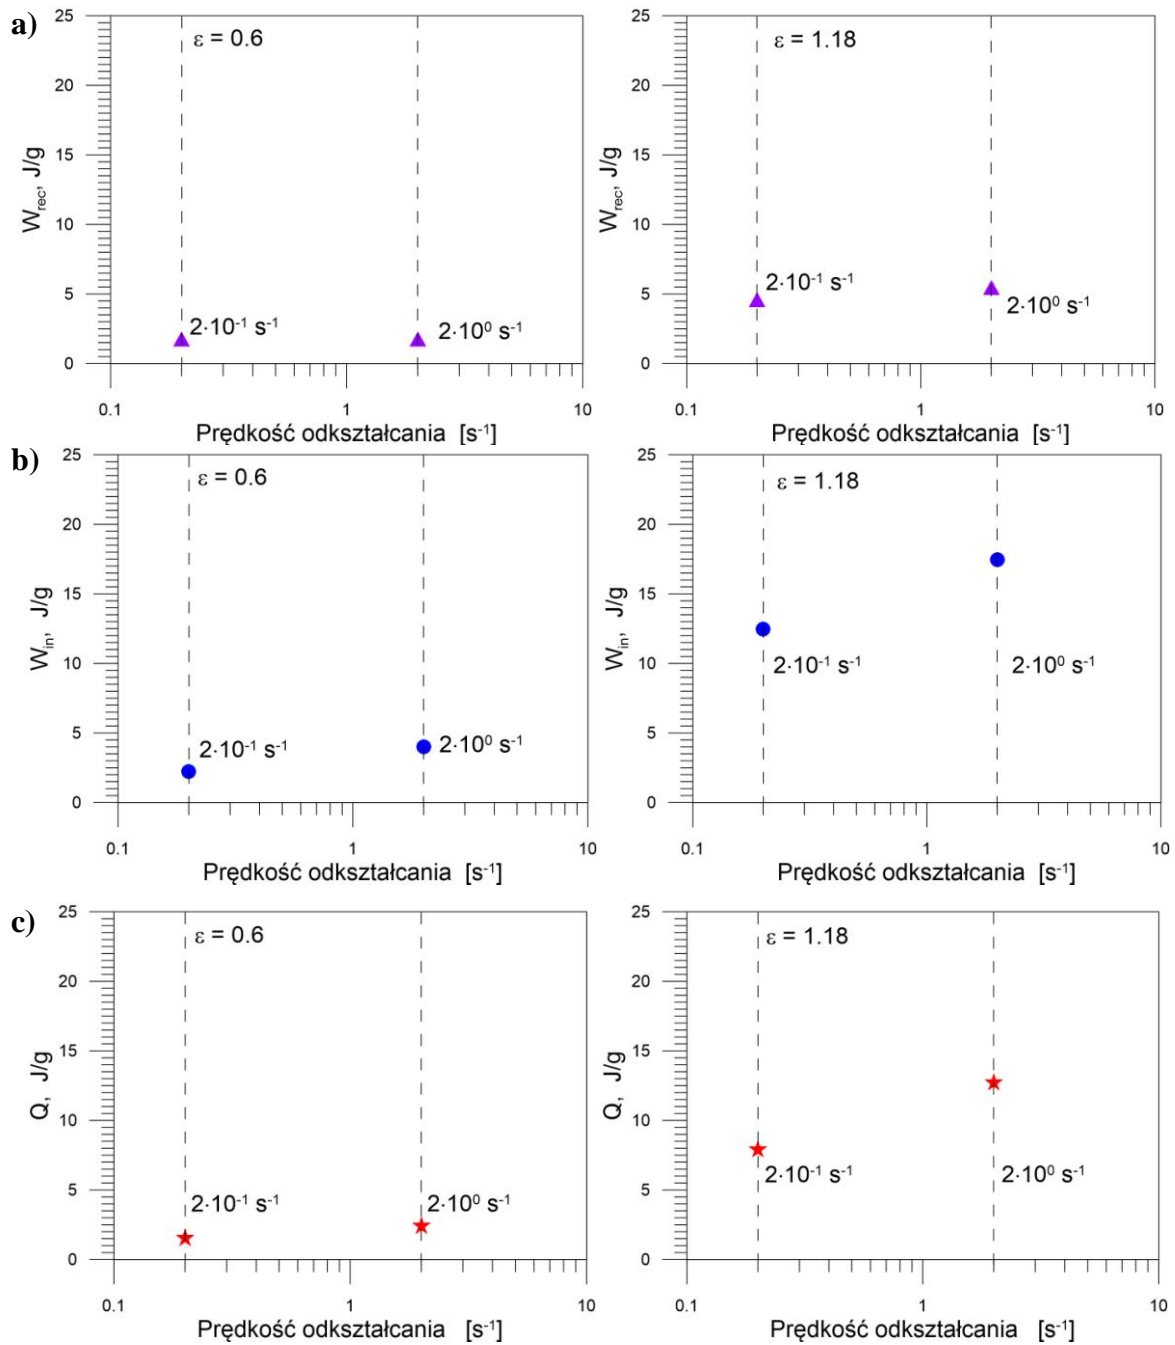 a)
25
20
15
10
5
0
W_rec, J/g
ε = 0.6
2·10⁻¹ s⁻¹
2·10⁰ s⁻¹
0.1 1 10
Prędkość odkształcania [s⁻¹]
25
20
15
10
5
0
W_rec, J/g
ε = 1.18
2·10⁻¹ s⁻¹
2·10⁰ s⁻¹
0.1 1 10
Prędkość odkształcania [s⁻¹]
b)
25
20
15
10
5
0
W_in, J/g
ε = 0.6
2·10⁻¹ s⁻¹
2·10⁰ s⁻¹
0.1 1 10
Prędkość odkształcania [s⁻¹]
25
20
15
10
5
0
W_in, J/g
ε = 1.18
2·10⁻¹ s⁻¹
2·10⁰ s⁻¹
0.1 1 10
Prędkość odkształcania [s⁻¹]
c)
25
20
15
10
5
0
Q, J/g
ε = 0.6
2·10⁻¹ s⁻¹
2·10⁰ s⁻¹
0.1 1 10
Prędkość odkształcania [s⁻¹]
25
20
15
10
5
0
Q, J/g
ε = 1.18
2·10⁻¹ s⁻¹
2·10⁰ s⁻¹
0.1 1 10
Prędkość odkształcania [s⁻¹]